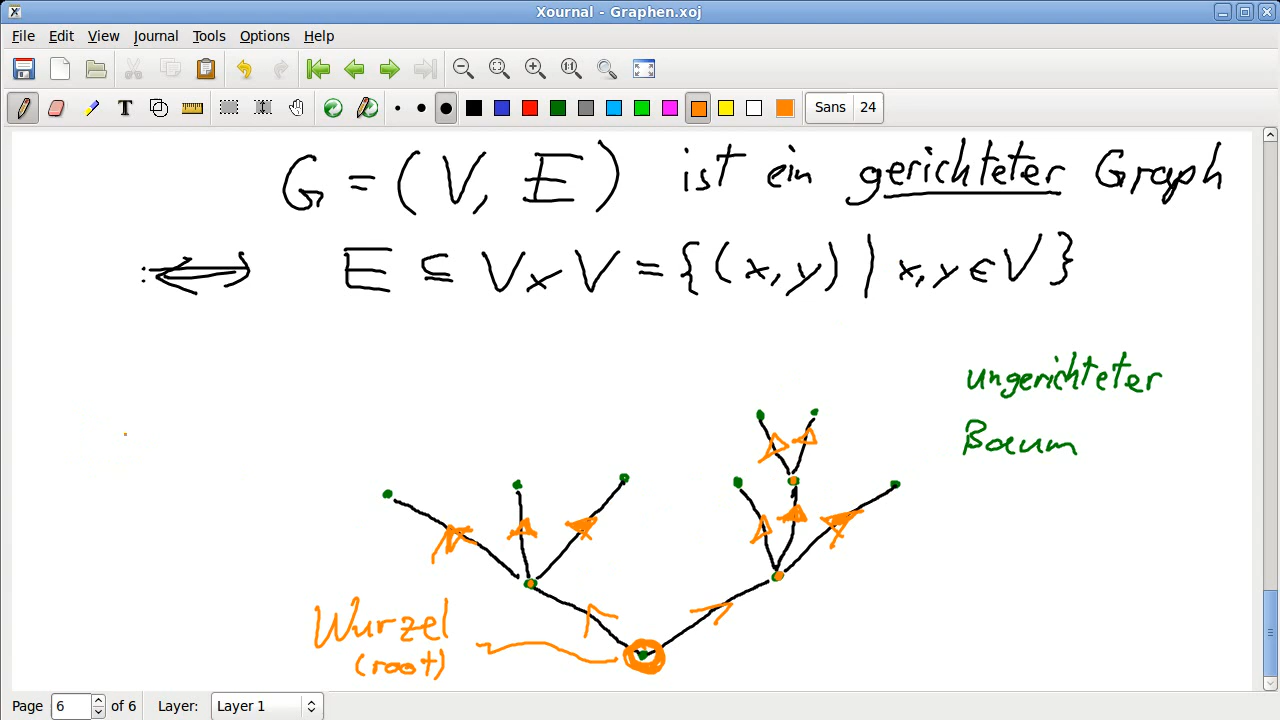 Xournal - Graphen.xoj
File Edit View Journal Tools Options Help
Sans 24
G = (V, E) ist ein gerichteter Graph
:⟺ E ⊆ V x V = {(x,y) | x,y ∈ V}
ungerichteter
Baum
Wurzel
(root)
Page 6 of 6 Layer: Layer 1